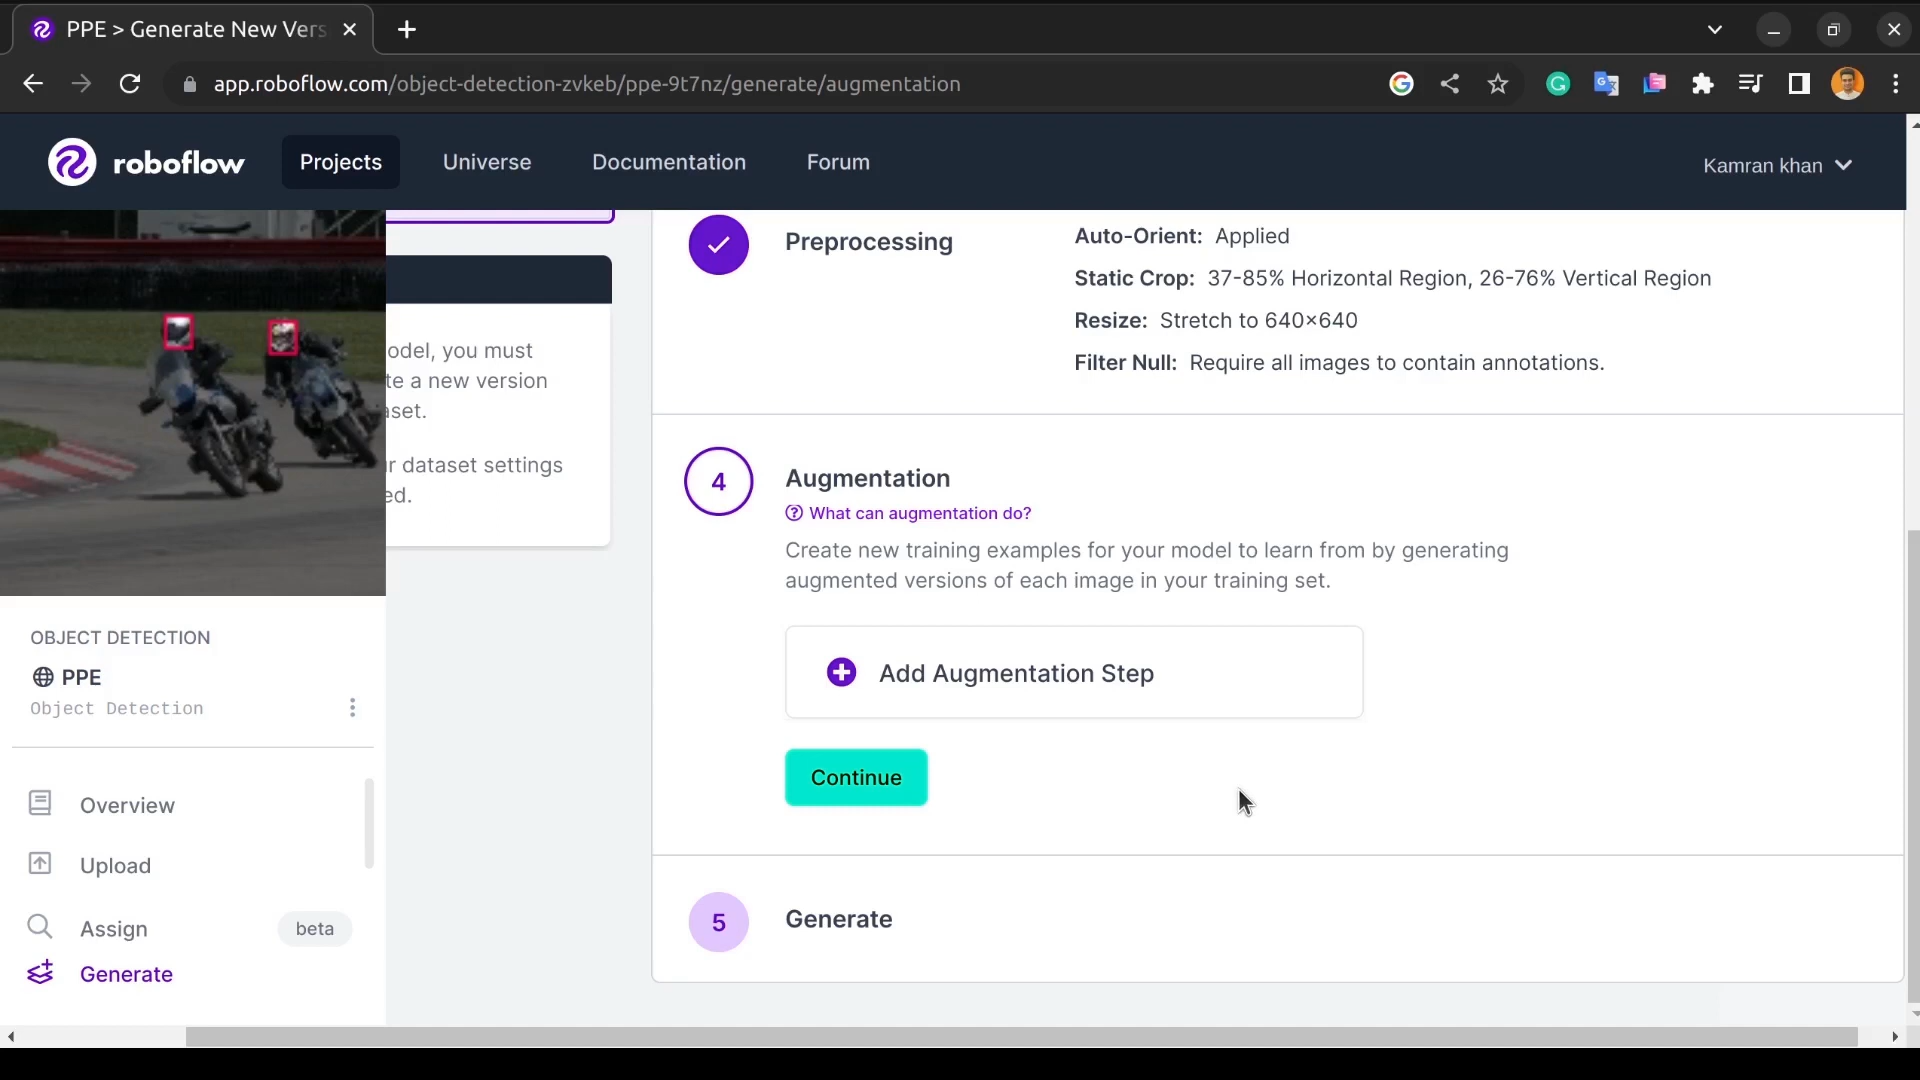 PPE > Generate New Vers
app.roboflow.com/object-detection-zvkeb/ppe-9t7nz/generate/augmentation
roboflow
Projects
Universe
Documentation
Forum
Kamran khan
odel, you must
te a new version
aset.
r dataset settings
ed.
OBJECT DETECTION
PPE
Object Detection
Overview
Upload
Assign
beta
Generate
Preprocessing
Auto-Orient: Applied
Static Crop: 37-85% Horizontal Region, 26-76% Vertical Region
Resize: Stretch to 640×640
Filter Null: Require all images to contain annotations.
4
Augmentation
What can augmentation do?
Create new training examples for your model to learn from by generating
augmented versions of each image in your training set.
Add Augmentation Step
Continue
5
Generate